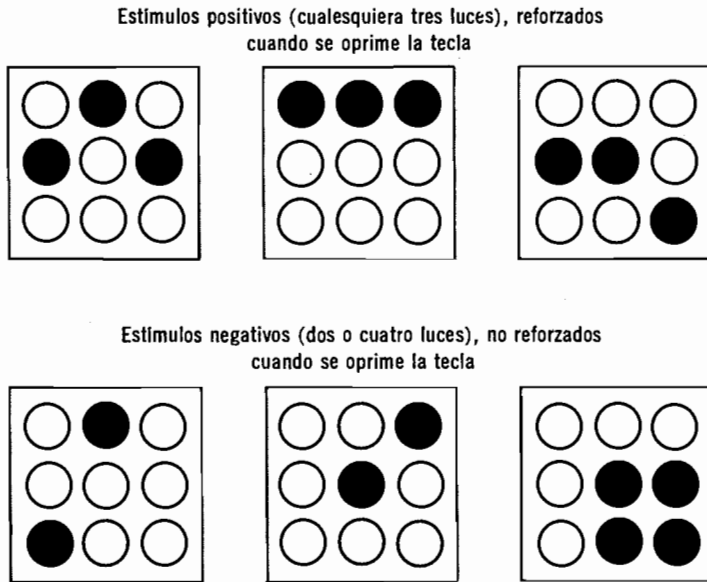 Estímulos positivos (cualesquiera tres luces), reforzados
cuando se oprime la tecla
Estímulos negativos (dos o cuatro luces), no reforzados
cuando se oprime la tecla